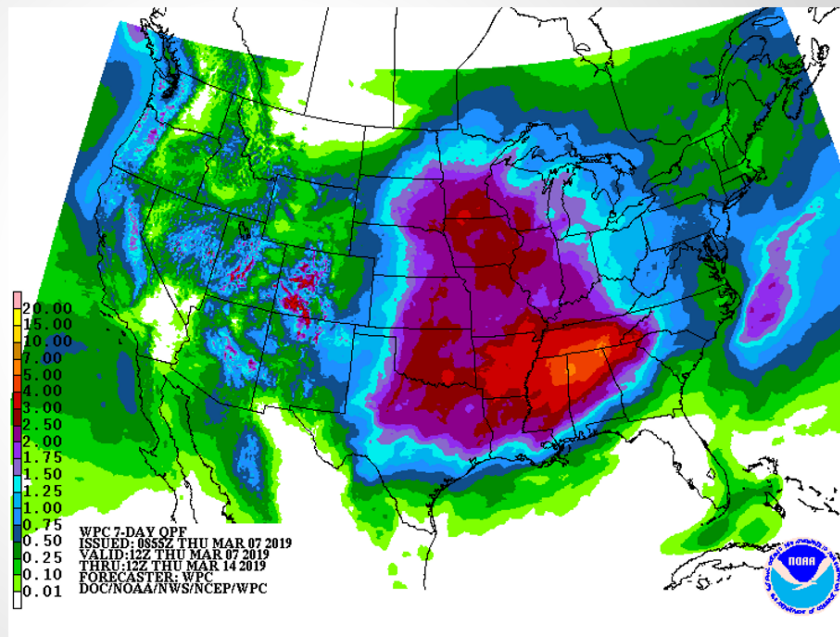 20.00
15.00
10.00
7.00
5.00
4.00
3.00
2.50
2.00
1.75
1.50
1.25
1.00
0.75
0.50
0.25
0.10
0.01
WPC 7-DAY QPF
ISSUED: 0855Z THU MAR 07 2019
VALID:12Z THU MAR 07 2019
THRU:12Z THU MAR 14 2019
FORECASTER: WPC
DOC/NOAA/NWS/NCEP/WPC
NOAA